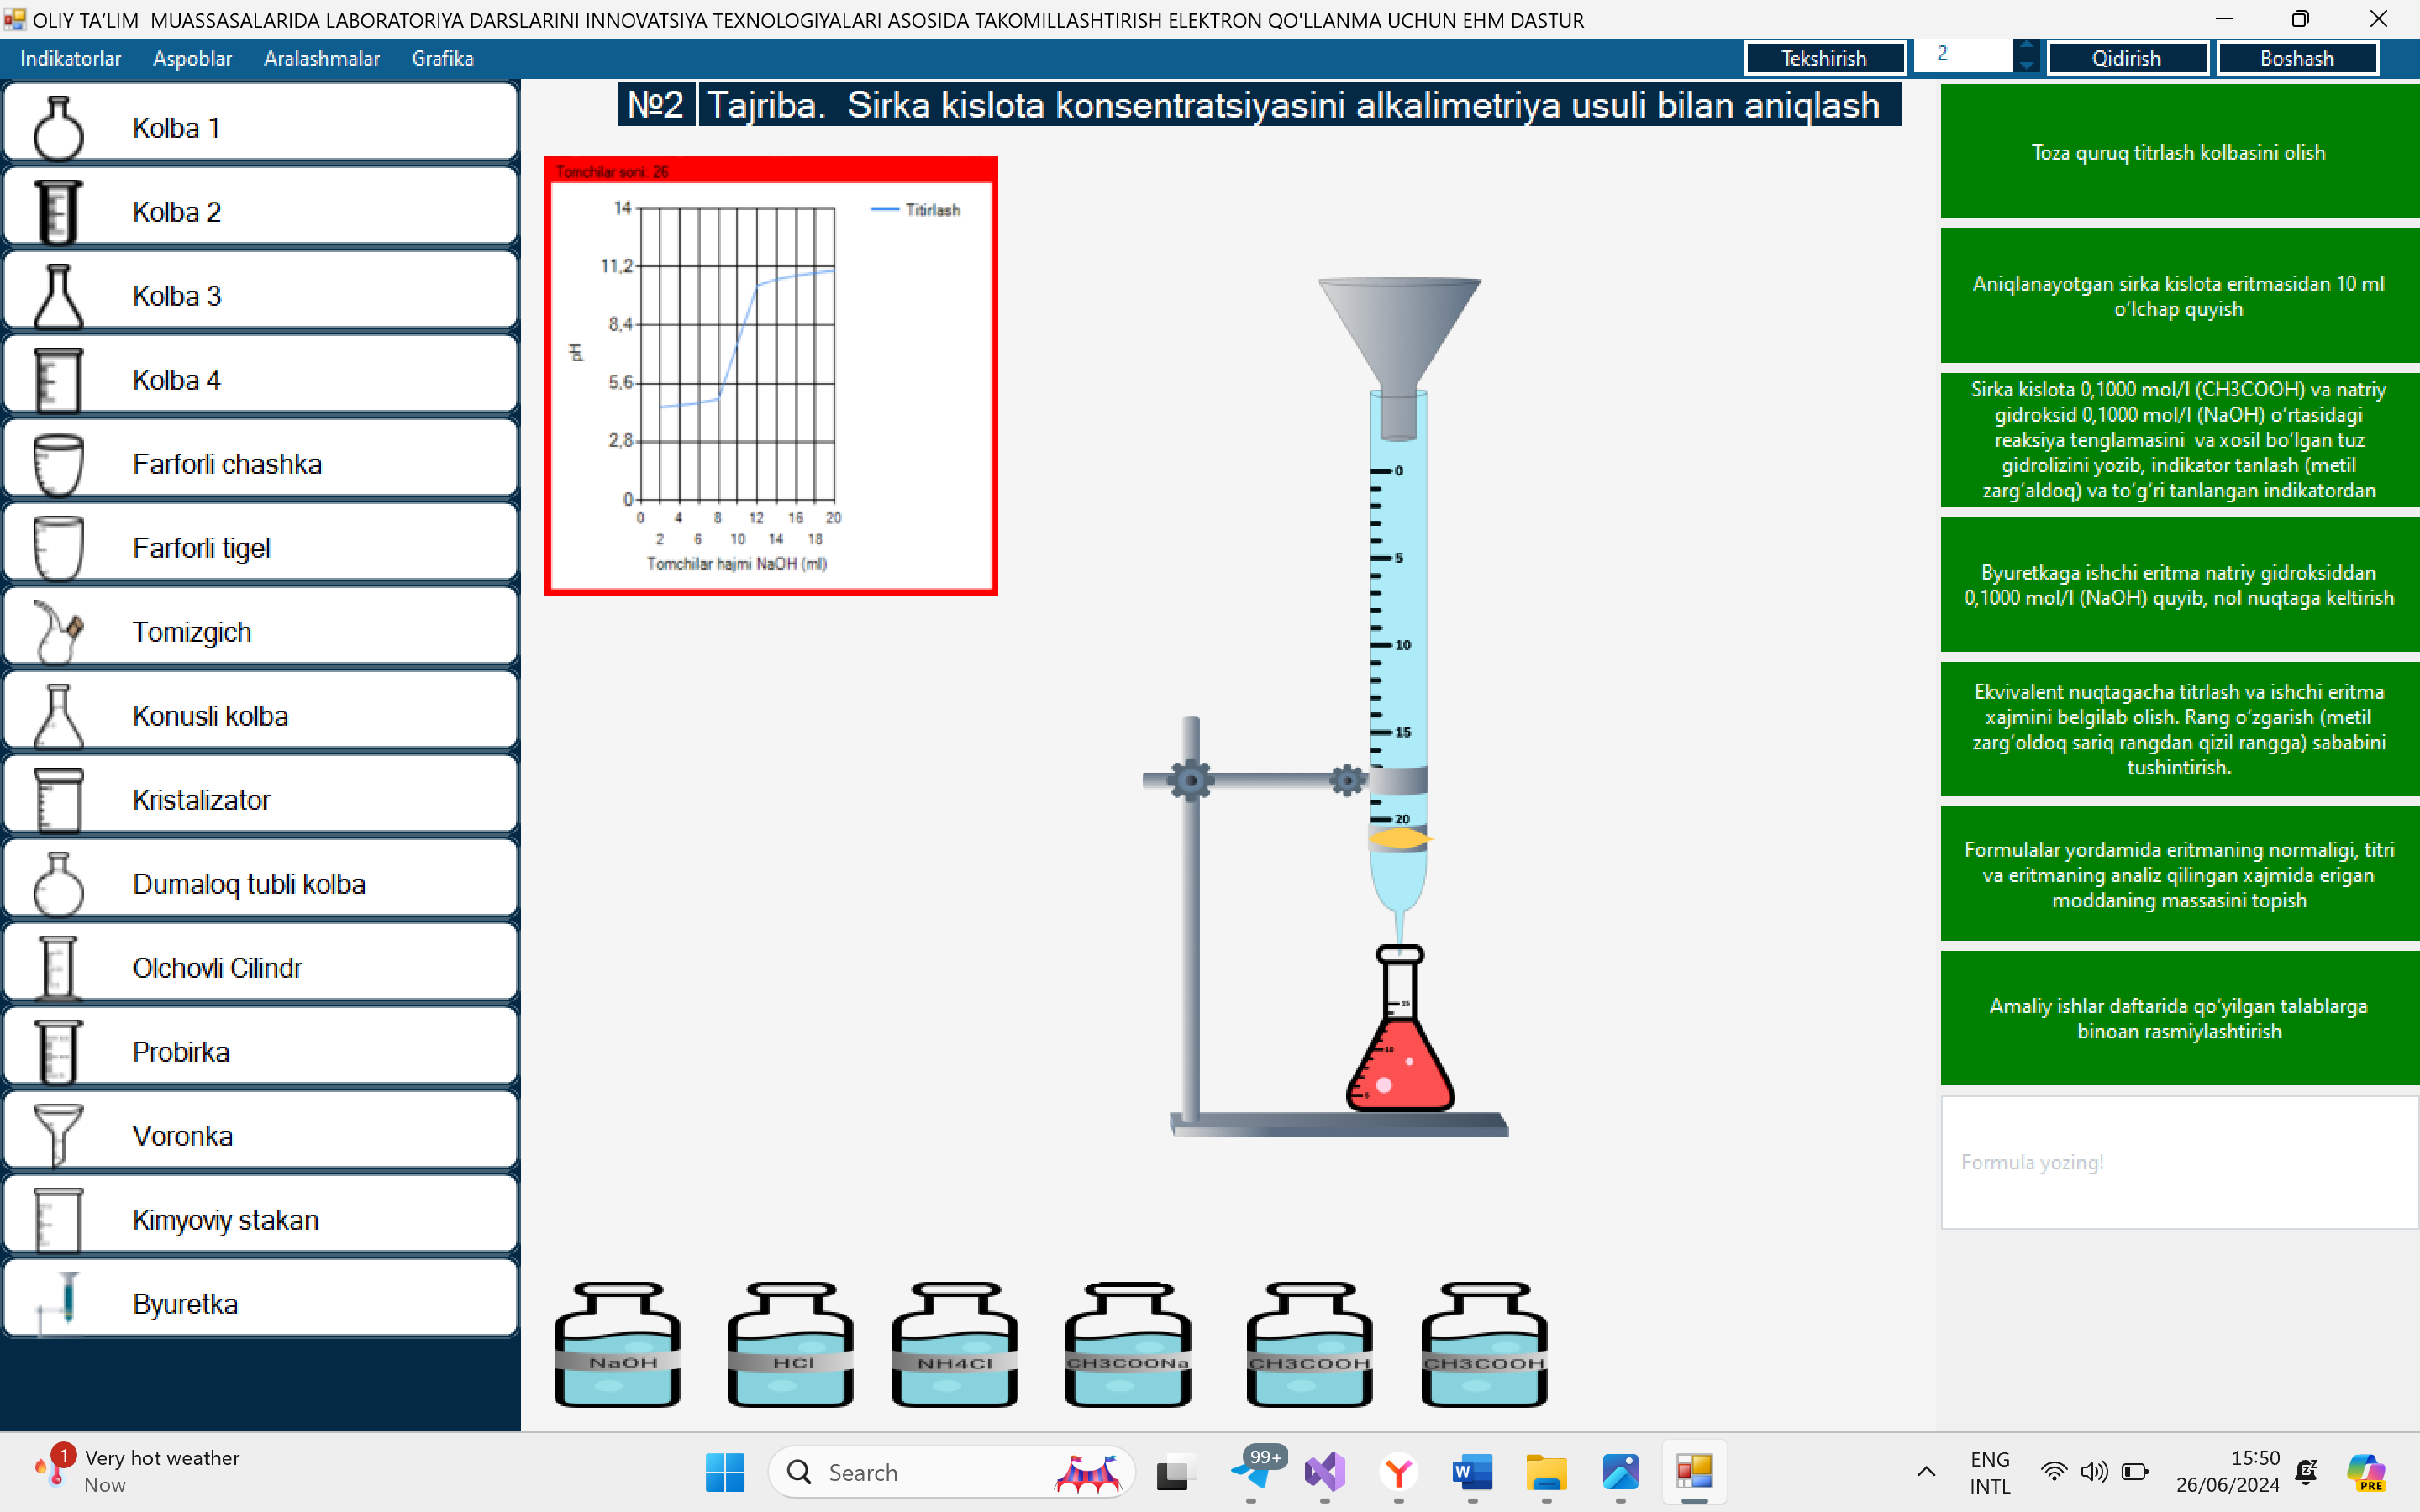 OLIY TA’LIM  MUASSASALARIDA LABORATORIYA DARSLARINI INNOVATSIYA TEXNOLOGIYALARI ASOSIDA TAKOMILLASHTIRISH ELEKTRON QO'LLANMA UCHUN EHM DASTUR
Indikatorlar Aspoblar Aralashmalar Grafika Tekshirish 2 Qidirish Boshash
№2 Tajriba.  Sirka kislota konsentratsiyasini alkalimetriya usuli bilan aniqlash
Kolba 1
Kolba 2
Kolba 3
Kolba 4
Farforli chashka
Farforli tigel
Tomizgich
Konusli kolba
Kristalizator
Dumaloq tubli kolba
Olchovli Cilindr
Probirka
Voronka
Kimyoviy stakan
Byuretka
Tomchilar soni: 26
Titirlash
14
11,2
8,4
5,6
2,8
0
pH
0 4 8 12 16 20
2 6 10 14 18
Tomchilar hajmi NaOH (ml)
0
5
10
15
20
15
10
5
NaOH HCl NH4Cl CH3COONa CH3COOH CH3COOH
Toza quruq titrlash kolbasini olish
Aniqlanayotgan sirka kislota eritmasidan 10 ml
o‘lchap quyish
Sirka kislota 0,1000 mol/l (CH3COOH) va natriy
gidroksid 0,1000 mol/l (NaOH) o‘rtasidagi
reaksiya tenglamasini  va xosil bo‘lgan tuz
gidrolizini yozib, indikator tanlash (metil
zarg‘aldoq) va to‘g‘ri tanlangan indikatordan
Byuretkaga ishchi eritma natriy gidroksiddan
0,1000 mol/l (NaOH) quyib, nol nuqtaga keltirish
Ekvivalent nuqtagacha titrlash va ishchi eritma
xajmini belgilab olish. Rang o‘zgarish (metil
zarg‘oldoq sariq rangdan qizil rangga) sababini
tushintirish.
Formulalar yordamida eritmaning normaligi, titri
va eritmaning analiz qilingan xajmida erigan
moddaning massasini topish
Amaliy ishlar daftarida qo‘yilgan talablarga
binoan rasmiylashtirish
Formula yozing!
1
Very hot weather
Now
Search
99+
W
ENG
INTL
15:50
26/06/2024
PRE